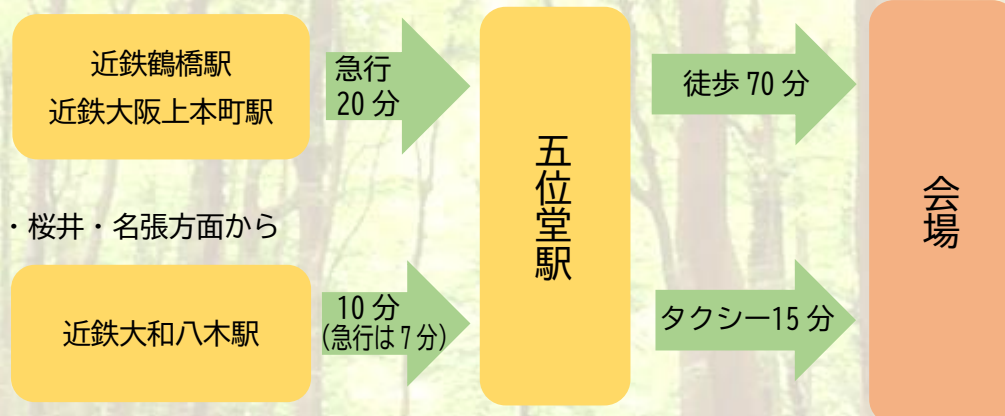 近鉄鶴橋駅
近鉄大阪上本町駅
急行
20 分
五位堂駅
徒歩 70 分
会場
・桜井・名張方面から
近鉄大和八木駅
10 分
(急行は 7 分)
タクシー15 分